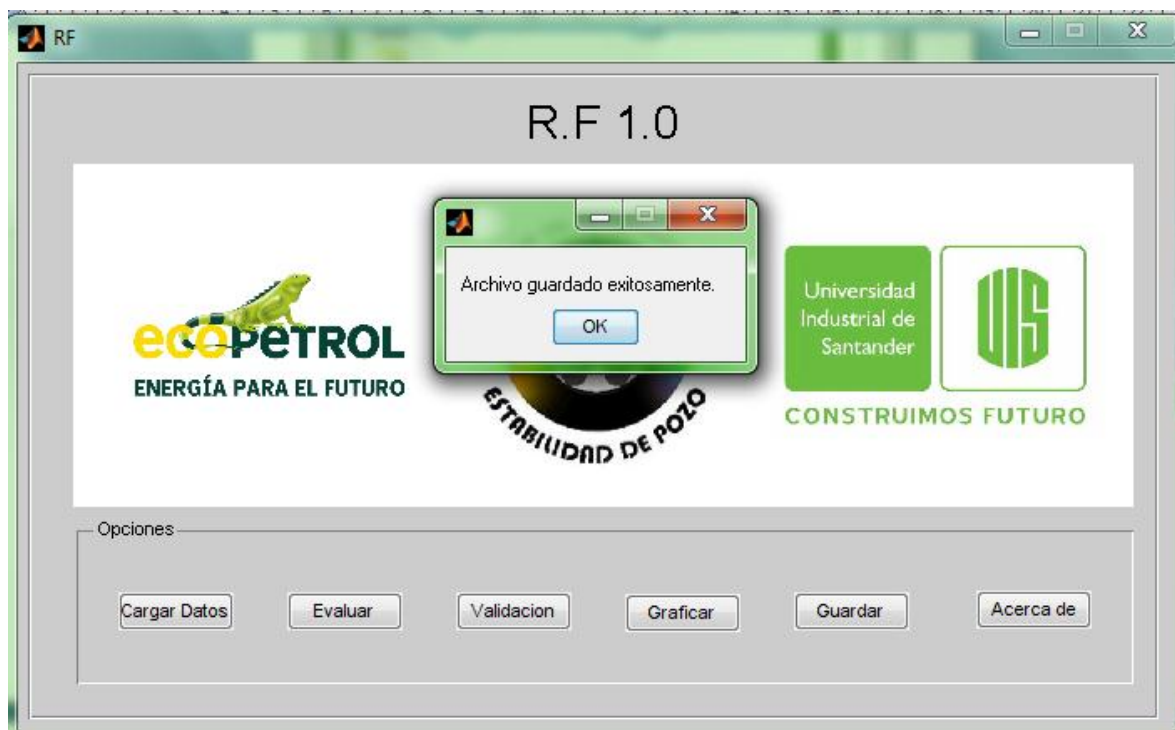 RF
R.F 1.0
Archivo guardado exitosamente.
OK
ecopetrol
ENERGÍA PARA EL FUTURO
ESTABILIDAD DE POZO
Universidad
Industrial de
Santander
UIS
CONSTRUIMOS FUTURO
Opciones
Cargar Datos
Evaluar
Validacion
Graficar
Guardar
Acerca de